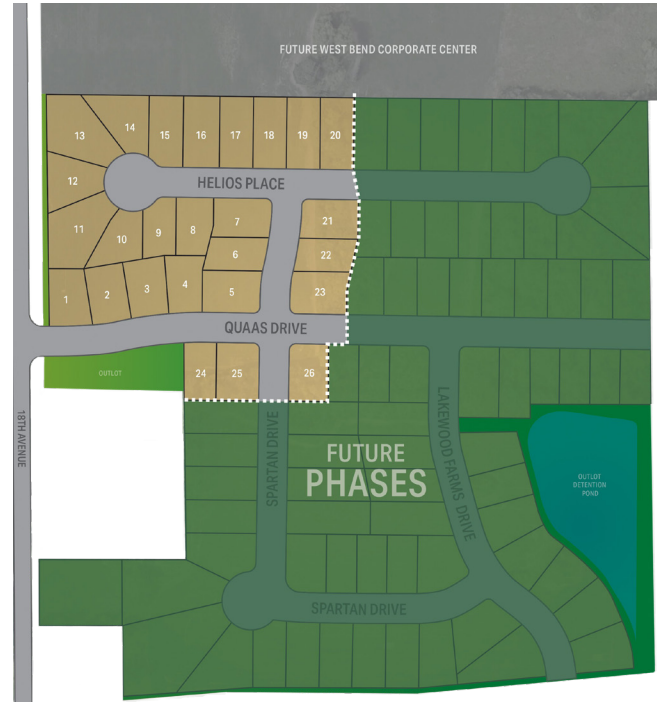 FUTURE WEST BEND CORPORATE CENTER
13
14
15
16
17
18
19
20
12
HELIOS PLACE
11
10
9
8
7
21
6
22
1
2
3
4
5
23
QUAAS DRIVE
OUTLOT
24
25
26
18TH AVENUE
SPARTAN DRIVE
FUTURE
PHASES
LAKEWOOD FARMS DRIVE
OUTLOT
DETENTION
POND
SPARTAN DRIVE